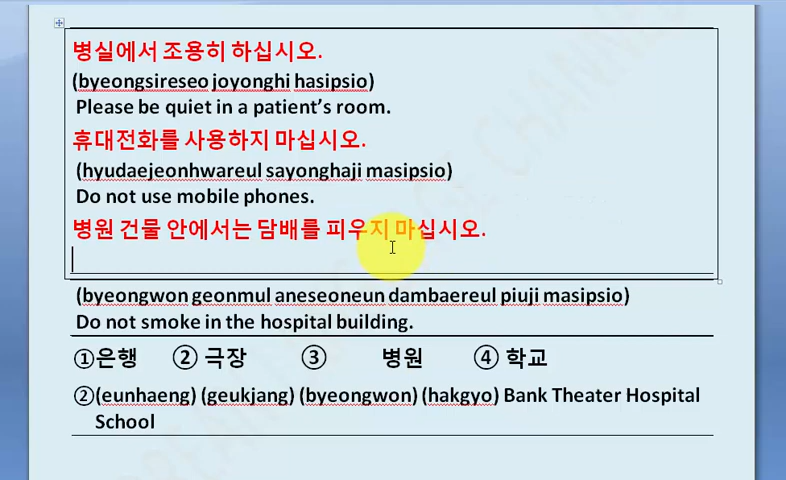 병실에서 조용히 하십시오.
(byeongsireseo joyonghi hasipsio)
Please be quiet in a patient's room.
휴대전화를 사용하지 마십시오.
(hyudaejeonhwareul sayonghaji masipsio)
Do not use mobile phones.
병원 건물 안에서는 담배를 피우지 마십시오.
(byeongwon geonmul aneseoneun dambaereul piuji masipsio)
Do not smoke in the hospital building.
①은행 ② 극장 ③ 병원 ④ 학교
②(eunhaeng) (geukjang) (byeongwon) (hakgyo) Bank Theater Hospital
School